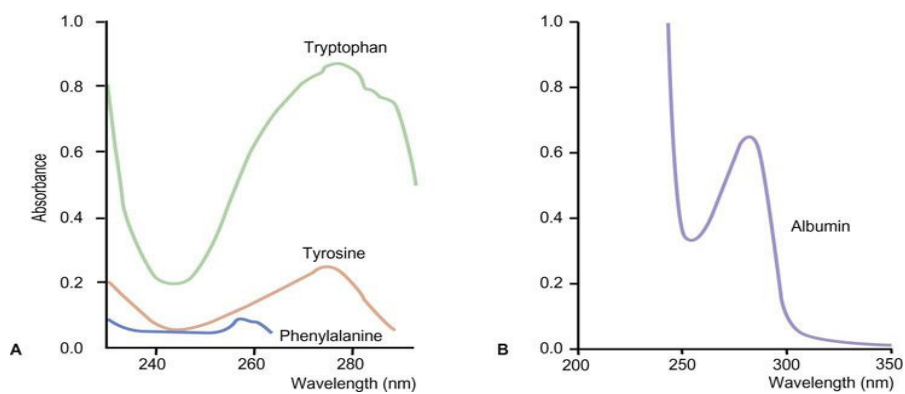 1.0
0.8
0.6
0.4
0.2
0.0
Absorbance
Tryptophan
Tyrosine
Phenylalanine
240
260
280
Wavelength (nm)
A
1.0
0.8
0.6
0.4
0.2
0.0
Albumin
200
250
300
350
Wavelength (nm)
B